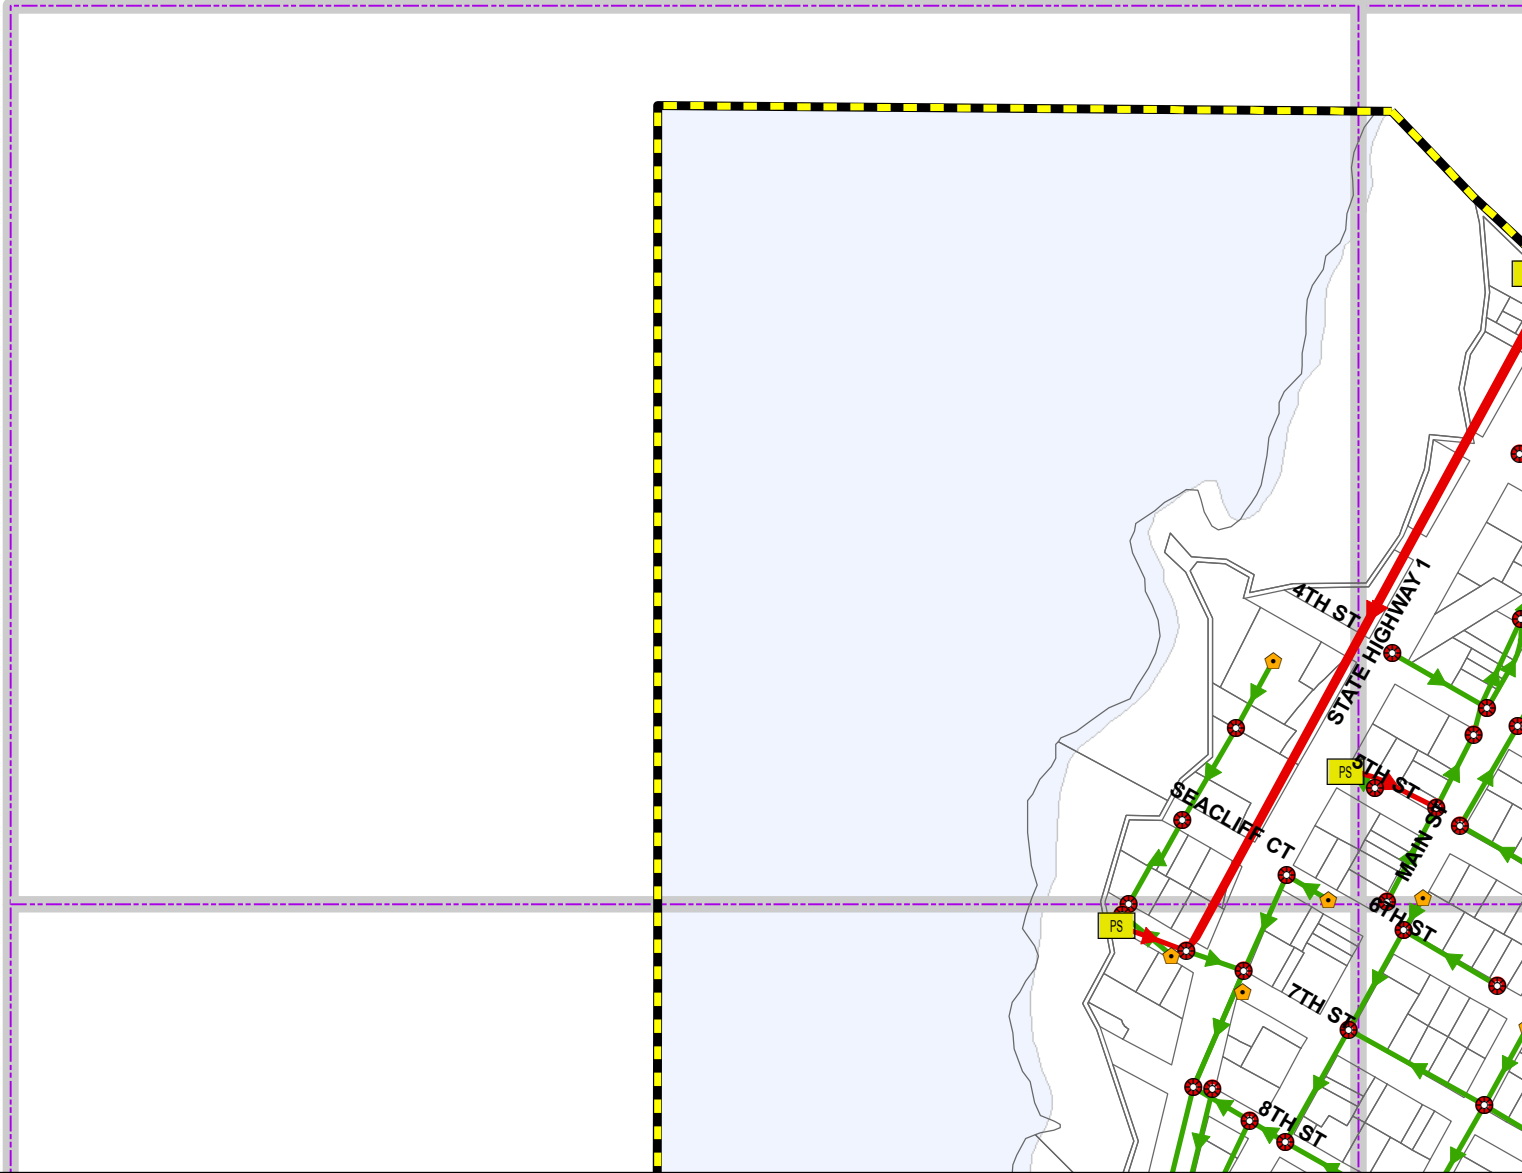 4TH ST
STATE HIGHWAY 1
PS
5TH ST
SEACLIFF CT
MAIN ST
6TH ST
PS
7TH ST
8TH ST